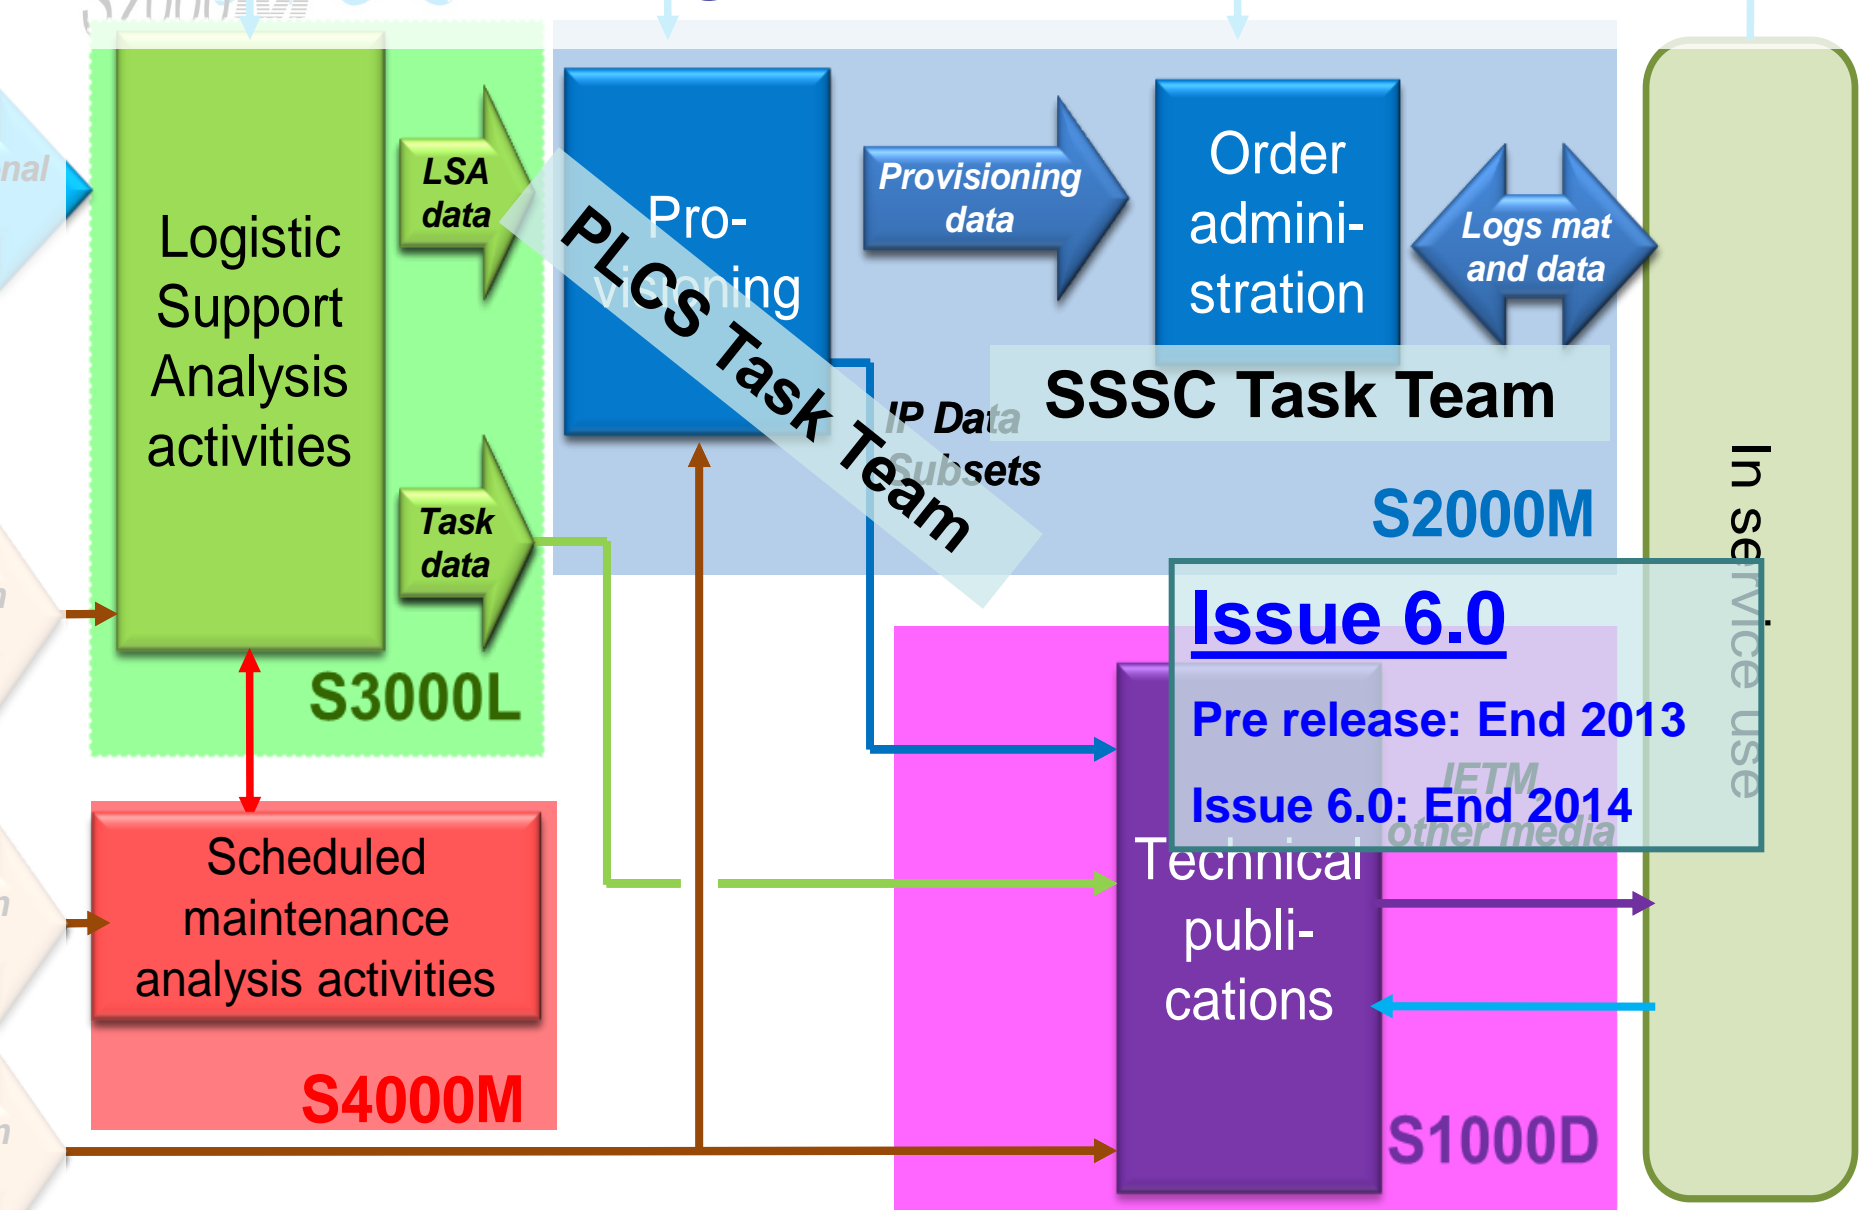 S2000M
nal
Logistic
Support
Analysis
activities
LSA
data
Task
data
S3000L
Pro-
visioning
PLCS Task Team
Provisioning
data
Order
admini-
stration
Logs mat
and data
SSSC Task Team
IP Data
Subsets
S2000M
In service use
Issue 6.0
Pre release: End 2013
Issue 6.0: End 2014
IETM,
other media
Technical
publi-
cations
S1000D
Scheduled
maintenance
analysis activities
S4000M